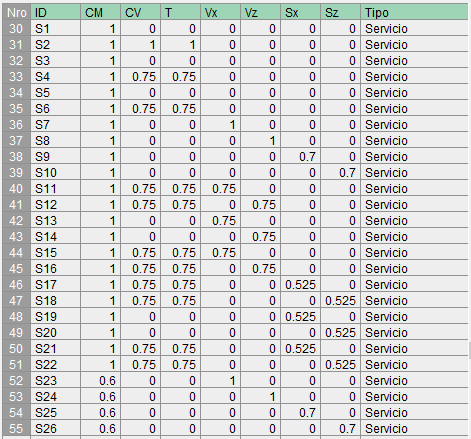 Nro ID CM CV T Vx Vz Sx Sz Tipo
30 S1 1 0 0 0 0 0 0 Servicio
31 S2 1 1 1 0 0 0 0 Servicio
32 S3 1 0 0 0 0 0 0 Servicio
33 S4 1 0.75 0.75 0 0 0 0 Servicio
34 S5 1 0 0 0 0 0 0 Servicio
35 S6 1 0.75 0.75 0 0 0 0 Servicio
36 S7 1 0 0 1 0 0 0 Servicio
37 S8 1 0 0 0 1 0 0 Servicio
38 S9 1 0 0 0 0 0.7 0 Servicio
39 S10 1 0 0 0 0 0 0.7 Servicio
40 S11 1 0.75 0.75 0.75 0 0 0 Servicio
41 S12 1 0.75 0.75 0 0.75 0 0 Servicio
42 S13 1 0 0 0.75 0 0 0 Servicio
43 S14 1 0 0 0 0.75 0 0 Servicio
44 S15 1 0.75 0.75 0.75 0 0 0 Servicio
45 S16 1 0.75 0.75 0 0.75 0 0 Servicio
46 S17 1 0.75 0.75 0 0 0.525 0 Servicio
47 S18 1 0.75 0.75 0 0 0 0.525 Servicio
48 S19 1 0 0 0 0 0.525 0 Servicio
49 S20 1 0 0 0 0 0 0.525 Servicio
50 S21 1 0.75 0.75 0 0 0.525 0 Servicio
51 S22 1 0.75 0.75 0 0 0 0.525 Servicio
52 S23 0.6 0 0 1 0 0 0 Servicio
53 S24 0.6 0 0 0 1 0 0 Servicio
54 S25 0.6 0 0 0 0 0.7 0 Servicio
55 S26 0.6 0 0 0 0 0 0.7 Servicio